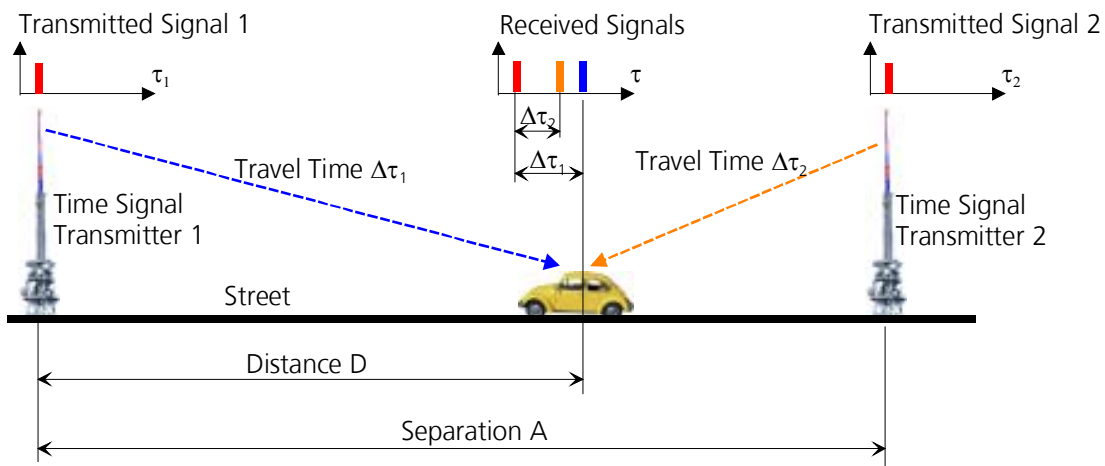 Transmitted Signal 1
Received Signals
Transmitted Signal 2
τ₁
τ
τ₂
Δτ₂
Δτ₁
Travel Time Δτ₁
Travel Time Δτ₂
Time Signal
Transmitter 1
Time Signal
Transmitter 2
Street
Distance D
Separation A